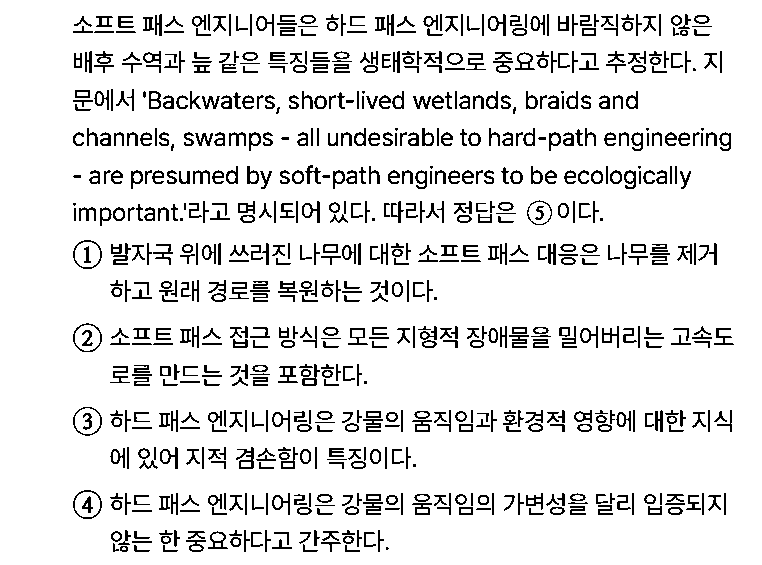 소프트 패스 엔지니어들은 하드 패스 엔지니어링에 바람직하지 않은
배후 수역과 늪 같은 특징들을 생태학적으로 중요하다고 추정한다. 지
문에서 'Backwaters, short-lived wetlands, braids and
channels, swamps - all undesirable to hard-path engineering
- are presumed by soft-path engineers to be ecologically
important.'라고 명시되어 있다. 따라서 정답은 ⑤이다.
① 발자국 위에 쓰러진 나무에 대한 소프트 패스 대응은 나무를 제거
하고 원래 경로를 복원하는 것이다.
② 소프트 패스 접근 방식은 모든 지형적 장애물을 밀어버리는 고속도
로를 만드는 것을 포함한다.
③ 하드 패스 엔지니어링은 강물의 움직임과 환경적 영향에 대한 지식
에 있어 지적 겸손함이 특징이다.
④ 하드 패스 엔지니어링은 강물의 움직임의 가변성을 달리 입증되지
않는 한 중요하다고 간주한다.